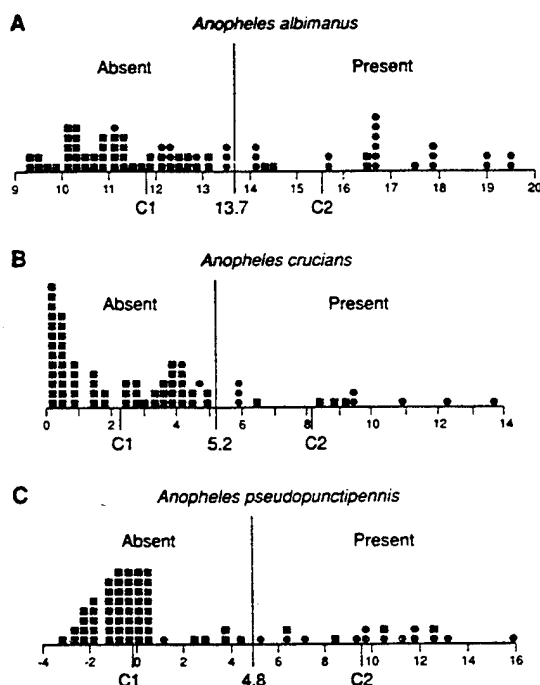 A
Anopheles albimanus
Absent Present
9 10 11 12 13 14 15 16 17 18 19 20
C1 13.7 C2
B
Anopheles crucians
Absent Present
0 2 4 6 8 10 12 14
C1 5.2 C2
C
Anopheles pseudopunctipennis
Absent Present
-4 -2 0 2 4 6 8 10 12 14 16
C1 4.8 C2